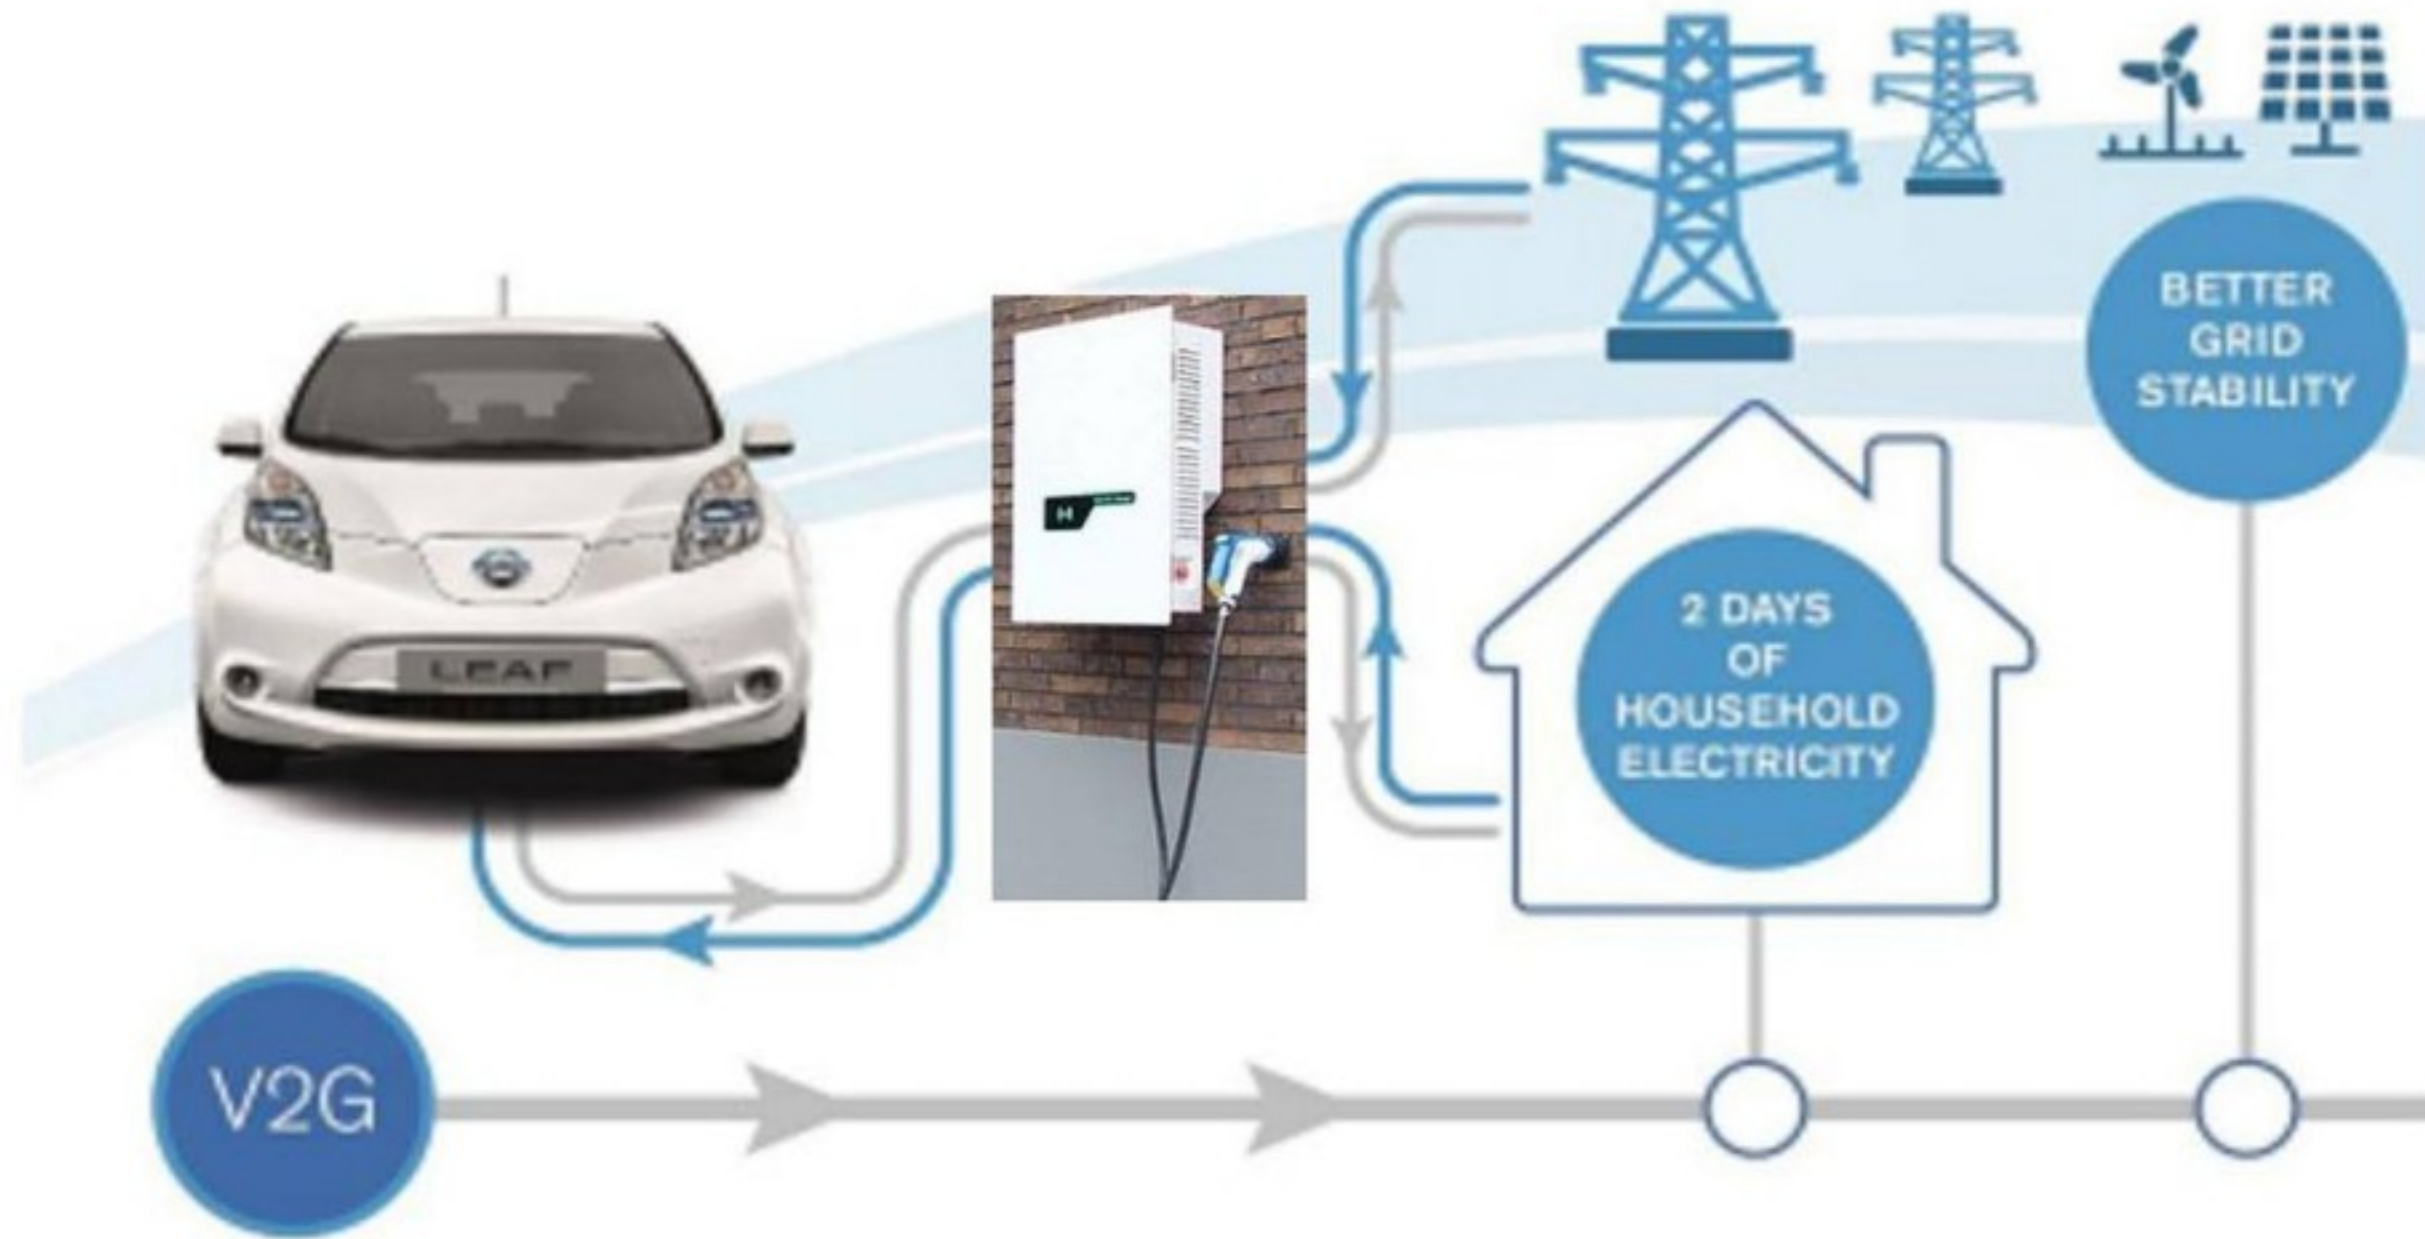 BETTER
GRID
STABILITY
H
2 DAYS
OF
HOUSEHOLD
ELECTRICITY
LEAF
V2G